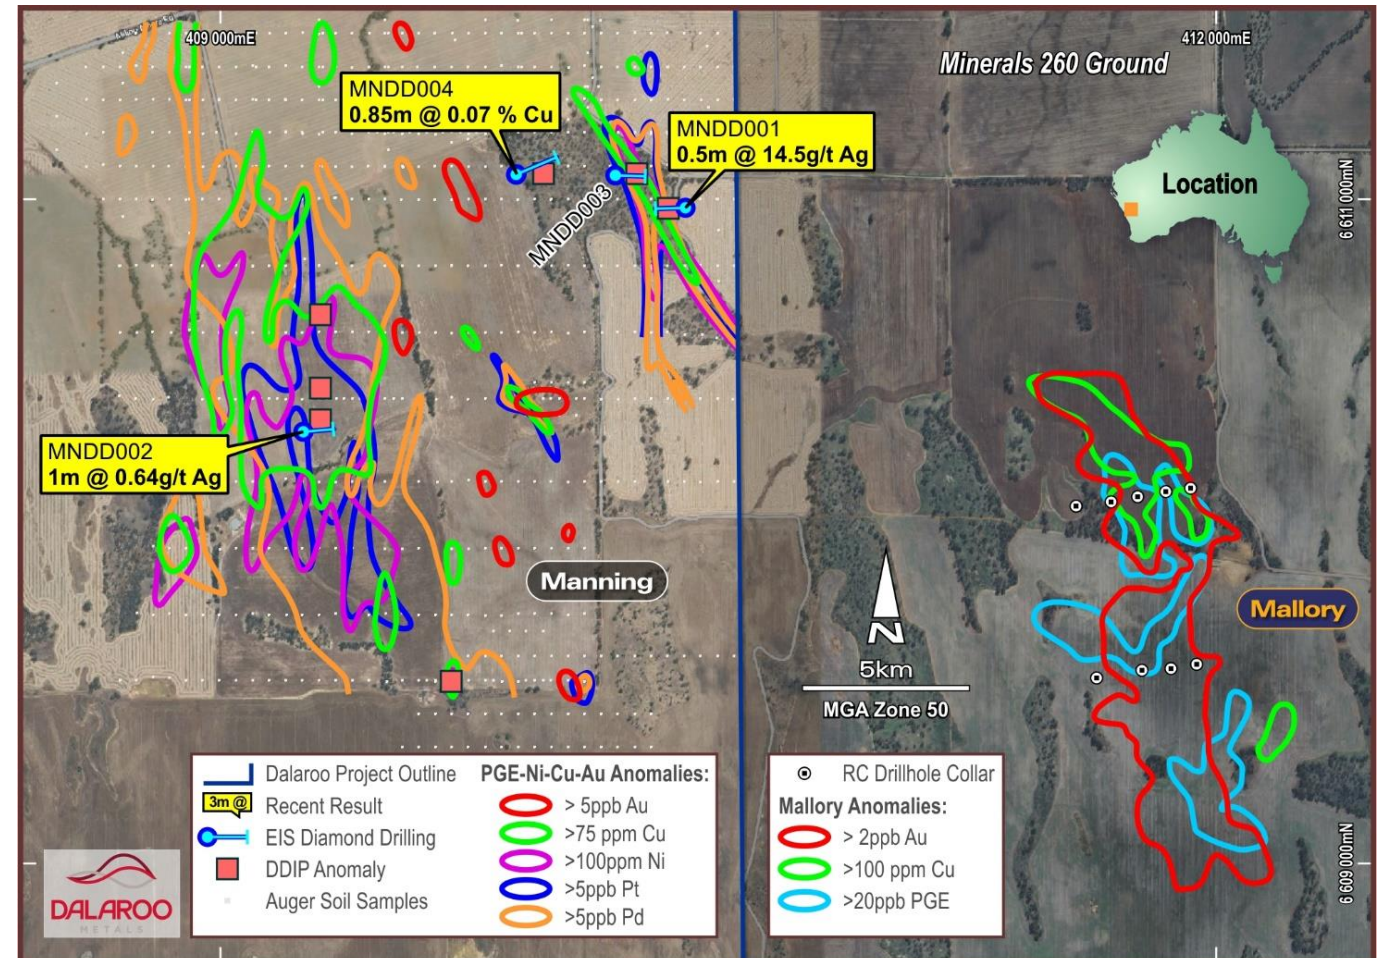 409 000mE
412 000mE
Minerals 260 Ground
MNDD004
0.85m @ 0.07 % Cu
MNDD001
0.5m @ 14.5g/t Ag
Location
6 611 000mN
MNDD003
MNDD002
1m @ 0.64g/t Ag
Manning
Mallory
N
5km
MGA Zone 50
6 609 000mN
Dalaroo Project Outline
3m @
Recent Result
EIS Diamond Drilling
DDIP Anomaly
Auger Soil Samples
PGE-Ni-Cu-Au Anomalies:
> 5ppb Au
>75 ppm Cu
>100ppm Ni
>5ppb Pt
>5ppb Pd
RC Drillhole Collar
Mallory Anomalies:
> 2ppb Au
>100 ppm Cu
>20ppb PGE
DALAROO
METALS